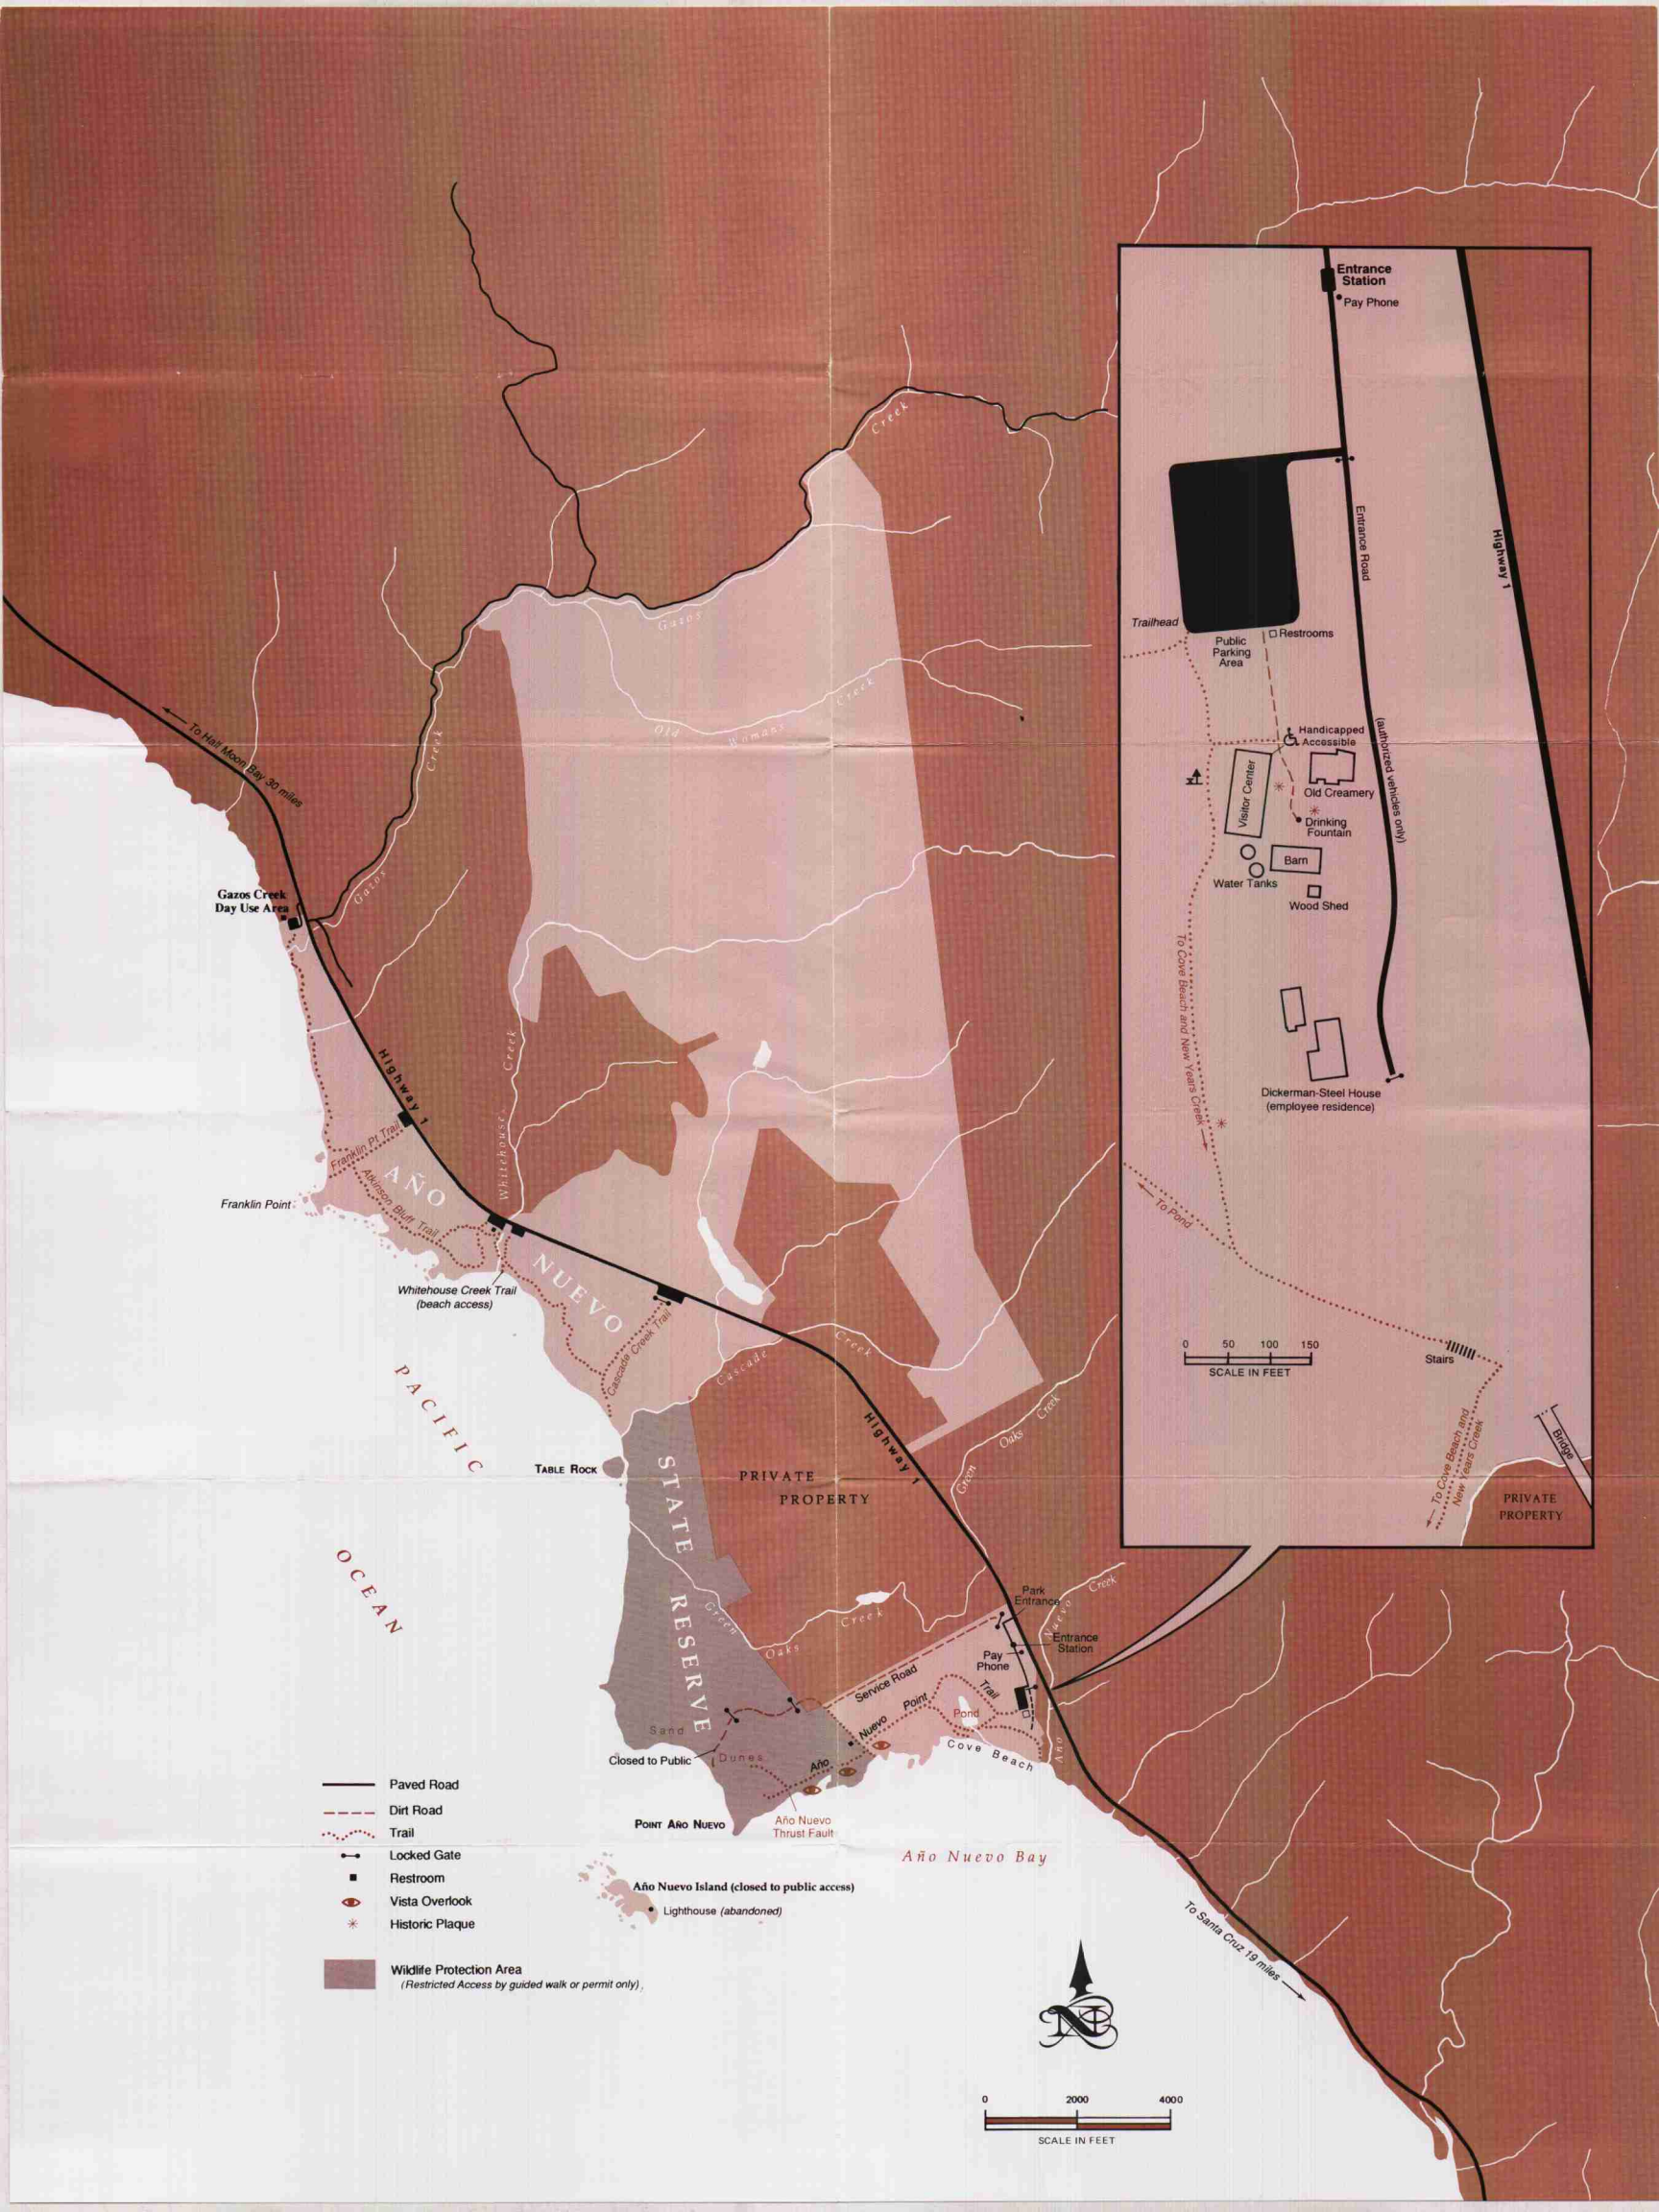 Entrance
Station
Pay Phone
Entrance Road
Highway 1
Trailhead
Public
Parking
Area
Restrooms
(authorized vehicles only)
Handicapped
Accessible
Visitor Center
Old Creamery
Drinking
Fountain
Barn
Water Tanks
Wood Shed
To Cove Beach and New Years Creek
Dickerman-Steel House
(employee residence)
To Pond
0 50 100 150
SCALE IN FEET
Stairs
To Cove Beach and
New Years Creek
Bridge
PRIVATE
PROPERTY
Creek
Gazos
Old Womans Creek
Creek
Gazos
To Half Moon Bay 30 miles
Gazos Creek
Day Use Area
Highway 1
Whitehouse Creek
Franklin Pt Trail
Atkinson Bluff Trail
Franklin Point
AÑO
NUEVO
STATE
RESERVE
Whitehouse Creek Trail
(beach access)
Cascade Creek Trail
Cascade Creek
PACIFIC
OCEAN
TABLE ROCK
PRIVATE
PROPERTY
Highway 1
Green Oaks Creek
Green Oaks Creek
Park
Entrance
Entrance
Station
Año Nuevo Creek
Pay
Phone
Service Road
Año Nuevo Point Trail
Pond
Cove Beach
Sand
Dunes
Closed to Public
POINT AÑO NUEVO
Año Nuevo
Thrust Fault
Año Nuevo Bay
Año Nuevo Island (closed to public access)
Lighthouse (abandoned)
To Santa Cruz 19 miles
Paved Road
Dirt Road
Trail
Locked Gate
Restroom
Vista Overlook
Historic Plaque
Wildlife Protection Area
(Restricted Access by guided walk or permit only)
N
0 2000 4000
SCALE IN FEET